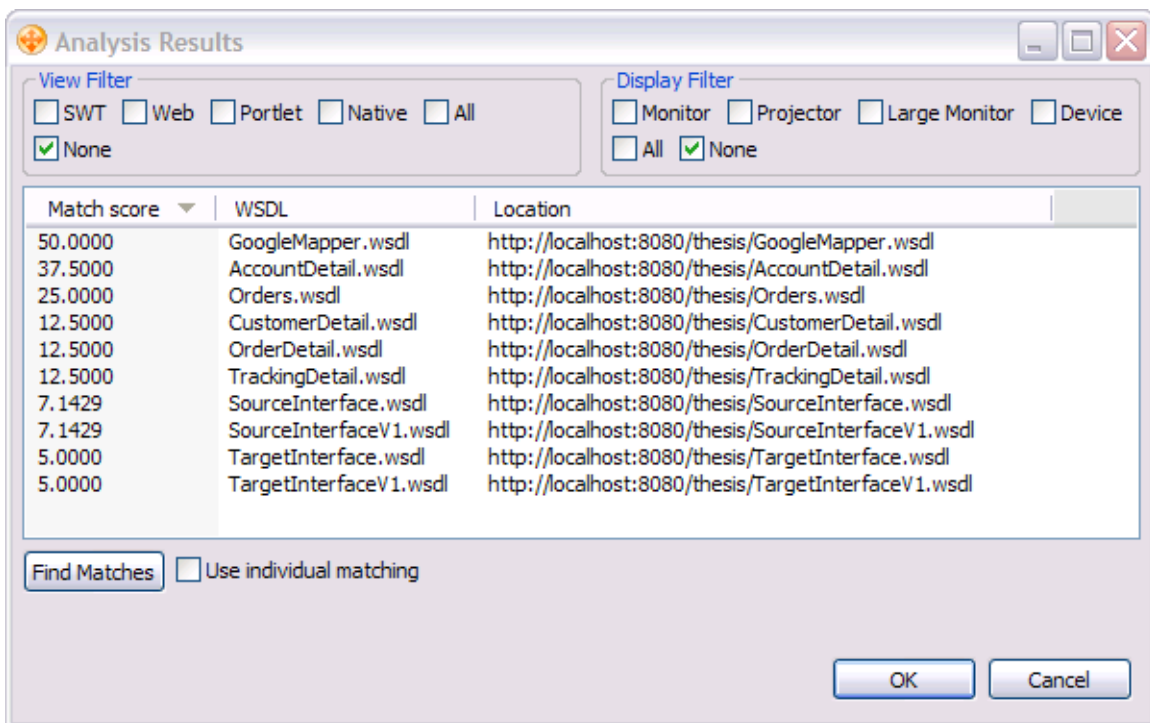 Analysis Results
View Filter
Display Filter
SWT Web Portlet Native All
None
Monitor Projector Large Monitor Device
All None
Match score WSDL Location
50.0000 GoogleMapper.wsdl http://localhost:8080/thesis/GoogleMapper.wsdl
37.5000 AccountDetail.wsdl http://localhost:8080/thesis/AccountDetail.wsdl
25.0000 Orders.wsdl http://localhost:8080/thesis/Orders.wsdl
12.5000 CustomerDetail.wsdl http://localhost:8080/thesis/CustomerDetail.wsdl
12.5000 OrderDetail.wsdl http://localhost:8080/thesis/OrderDetail.wsdl
12.5000 TrackingDetail.wsdl http://localhost:8080/thesis/TrackingDetail.wsdl
7.1429 SourceInterface.wsdl http://localhost:8080/thesis/SourceInterface.wsdl
7.1429 SourceInterfaceV1.wsdl http://localhost:8080/thesis/SourceInterfaceV1.wsdl
5.0000 TargetInterface.wsdl http://localhost:8080/thesis/TargetInterface.wsdl
5.0000 TargetInterfaceV1.wsdl http://localhost:8080/thesis/TargetInterfaceV1.wsdl
Find Matches Use individual matching
OK Cancel